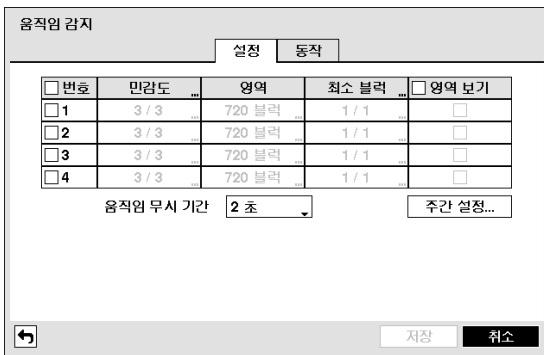 움직임 감지
설정 동작
번호 민감도 ... 영역 최소 블럭 ... 영역 보기
1 3 / 3 ... 720 블럭 ... 1 / 1 ...
2 3 / 3 ... 720 블럭 ... 1 / 1 ...
3 3 / 3 ... 720 블럭 ... 1 / 1 ...
4 3 / 3 ... 720 블럭 ... 1 / 1 ...
움직임 무시 기간 2 초 주간 설정...
저장 취소